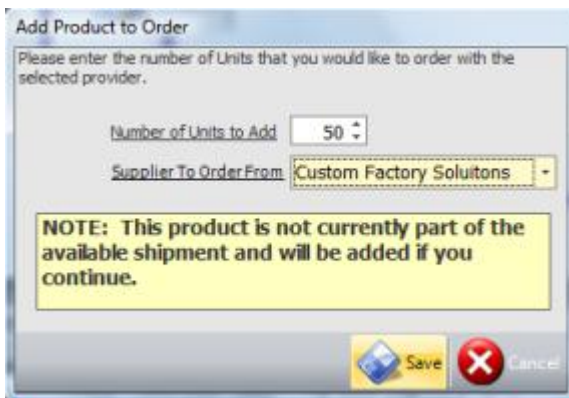 Add Product to Order
Please enter the number of Units that you would like to order with the
selected provider.
Number of Units to Add 50
Supplier To Order From Custom Factory Soluitons
NOTE: This product is not currently part of the
available shipment and will be added if you
continue.
Save Cancel